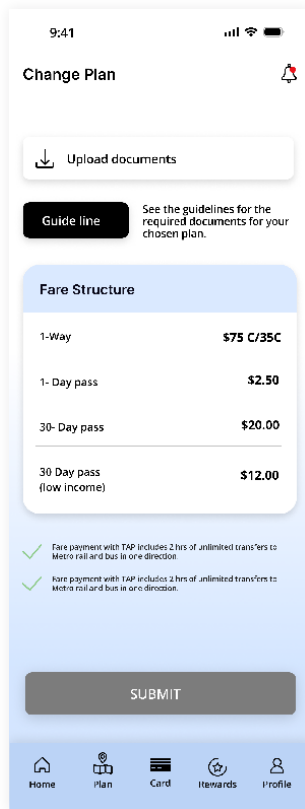 9:41
Change Plan
Upload documents
Guide line
See the guidelines for the
required documents for your
chosen plan.
Fare Structure
1-Way $75 C/35C
1- Day pass $2.50
30- Day pass $20.00
30 Day pass
(low income) $12.00
Fare payment with TAP includes 2 hrs of unlimited transfers to
Metro rail and bus in one direction.
Fare payment with TAP includes 2 hrs of unlimited transfers to
Metro rail and bus in one direction.
SUBMIT
Home Plan Card Rewards Profile